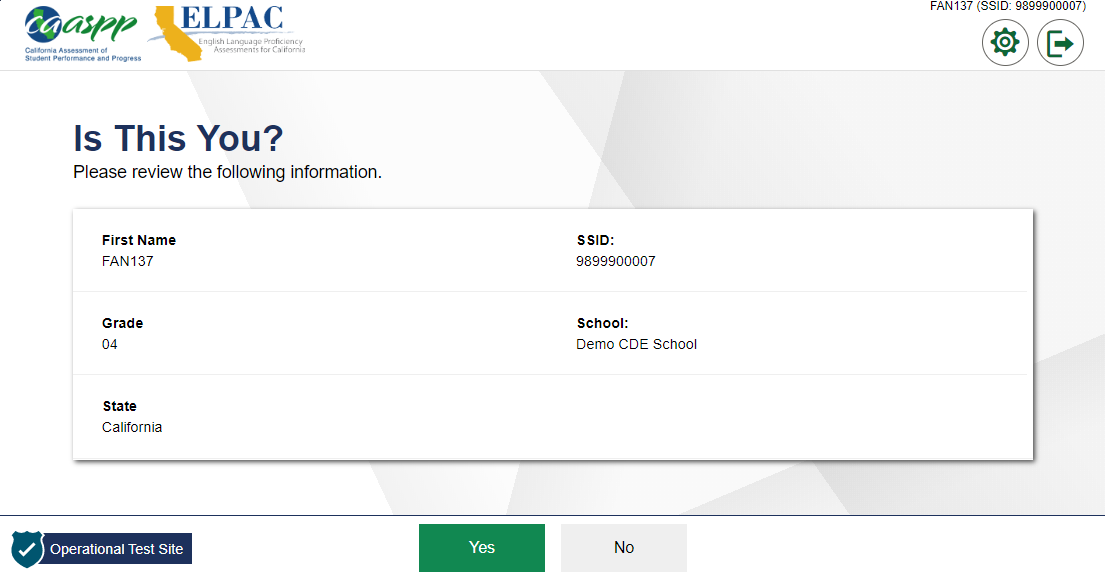 FAN137 (SSID: 9899900007)
caaspp
California Assessment of
Student Performance and Progress
ELPAC
English Language Proficiency
Assessments for California
Is This You?
Please review the following information.
First Name
FAN137
SSID:
9899900007
Grade
04
School:
Demo CDE School
State
California
Operational Test Site
Yes
No